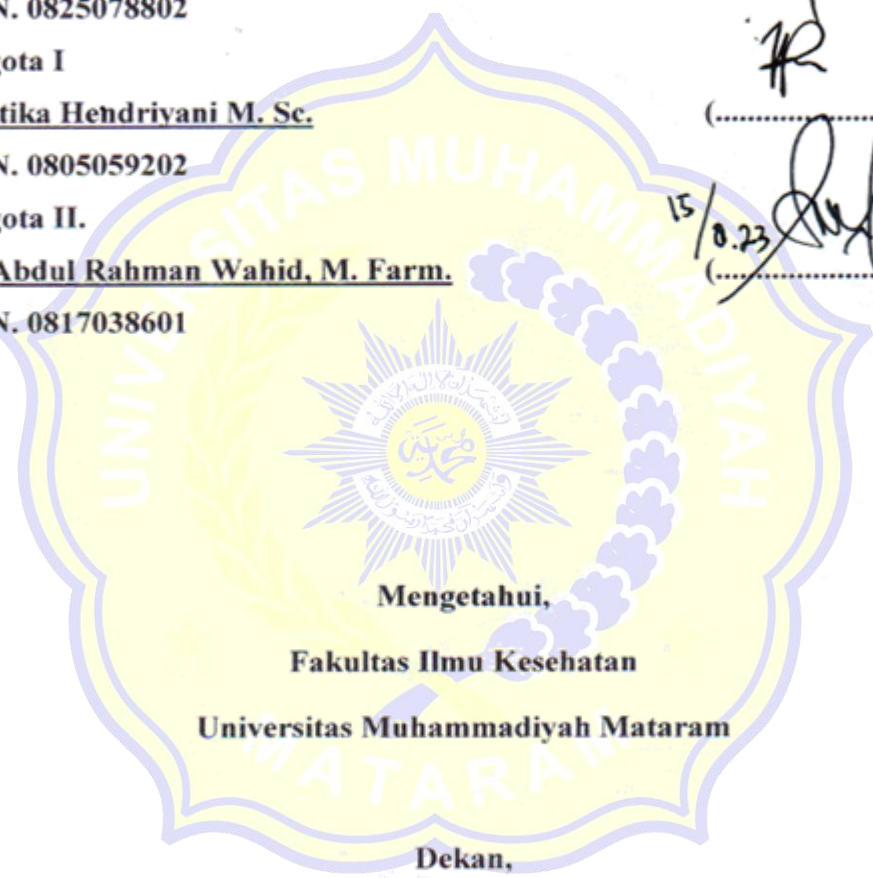 N. 0825078802
gota I
tika Hendriyani M. Sc.
(....................
N. 0805059202
gota II.
15/8.23
Abdul Rahman Wahid, M. Farm.
(....................
N. 0817038601
UNIVERSITAS MUHAMMADIYAH
MATARAM
Mengetahui,
Fakultas Ilmu Kesehatan
Universitas Muhammadiyah Mataram
Dekan,